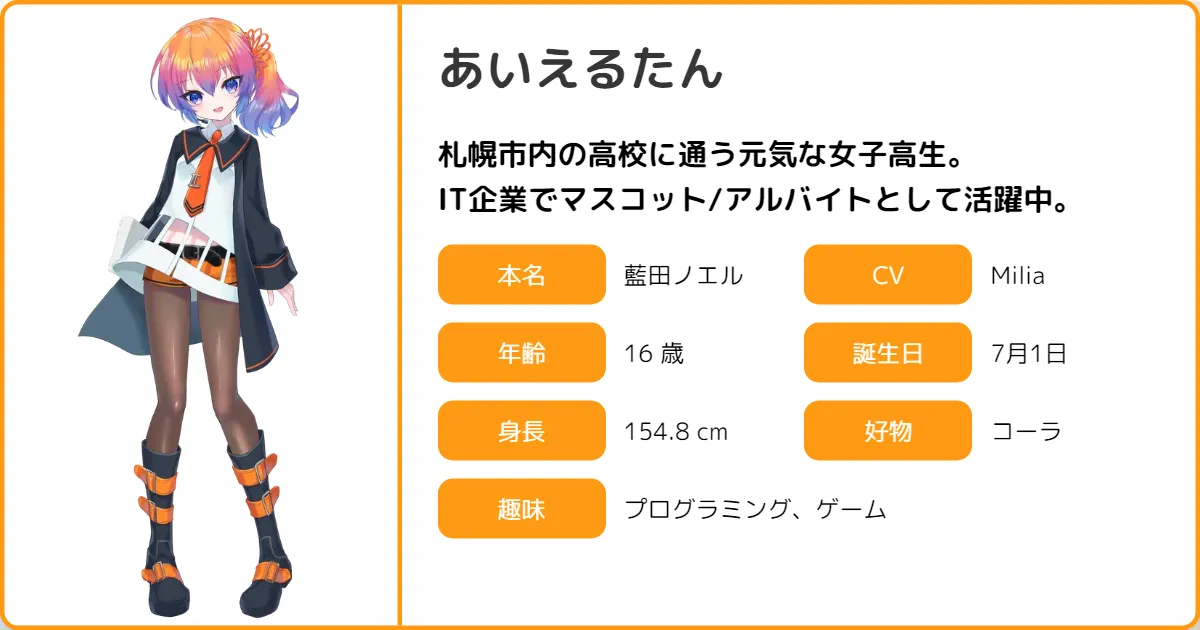 あいえるたん
札幌市内の高校に通う元気な女子高生。
IT企業でマスコット/アルバイトとして活躍中。
本名 藍田ノエル CV Milia
年齢 16 歳 誕生日 7月1日
身長 154.8 cm 好物 コーラ
趣味 プログラミング、ゲーム